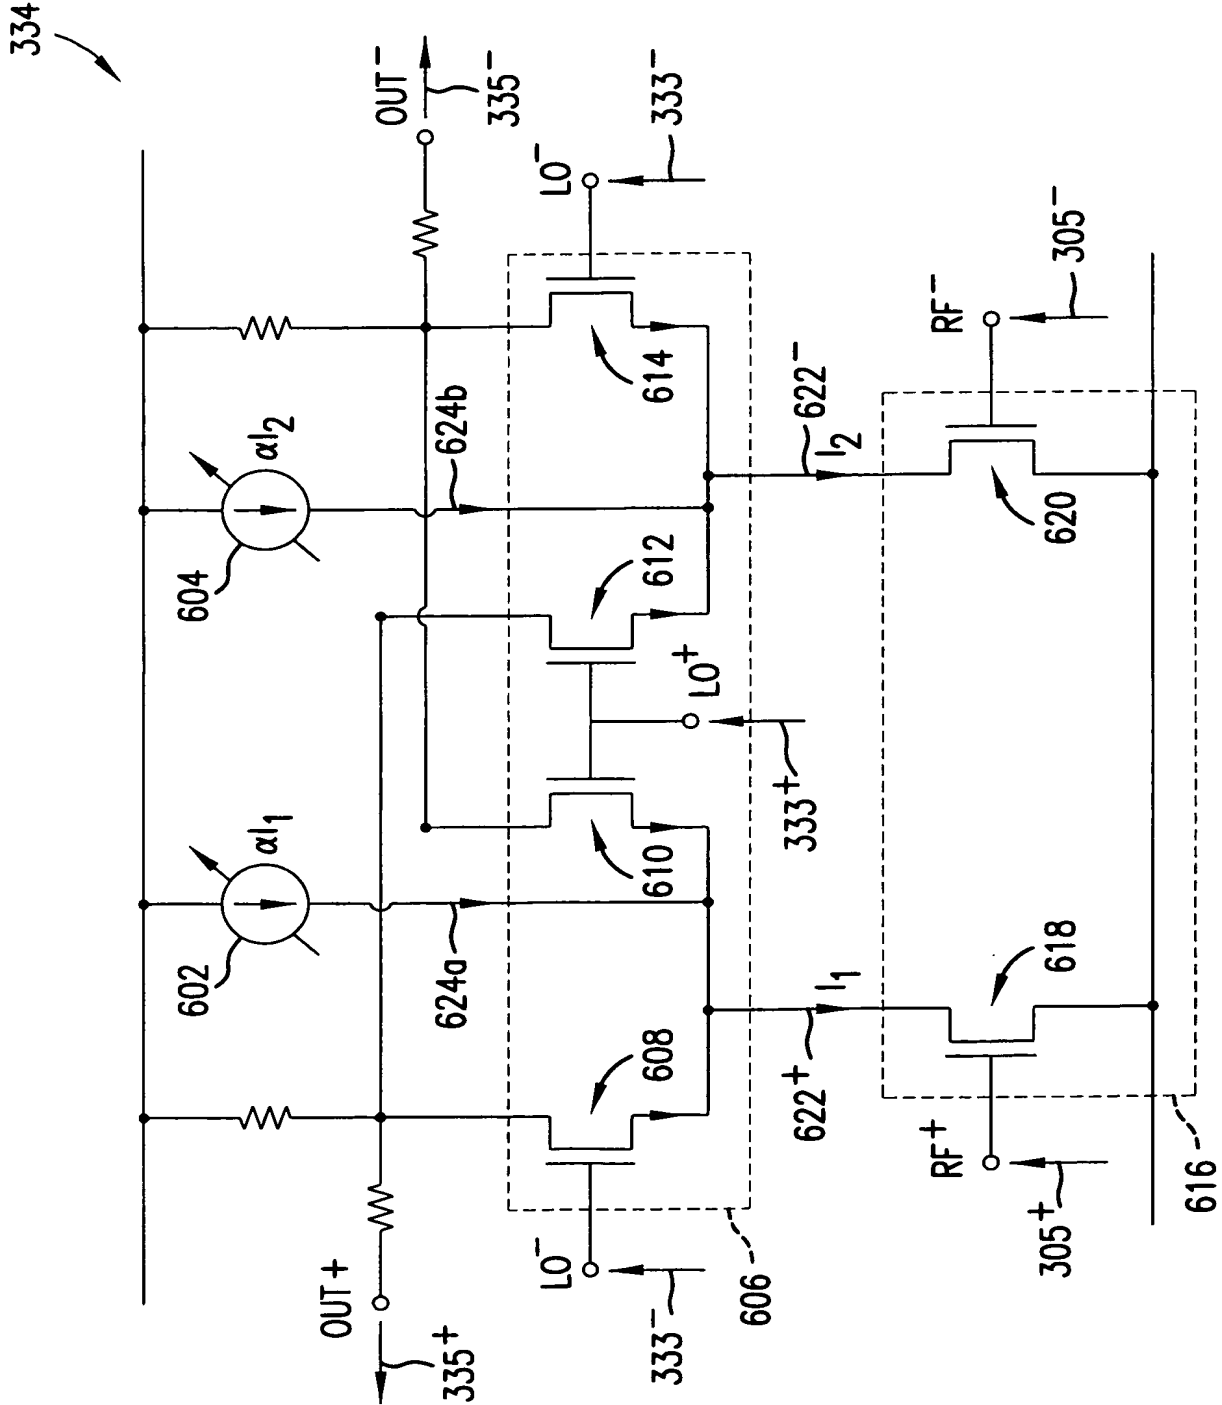 334
OUT⁻
335⁻
LO⁻
333⁻
RF⁻
305⁻
614
αI₂
624b
622⁻
I₂
604
612
620
LO⁺
333⁺
αI₁
610
602
624a
618
I₁
608
622⁺
RF⁺
616
OUT+
LO⁻
606
305⁺
335⁺
333⁻